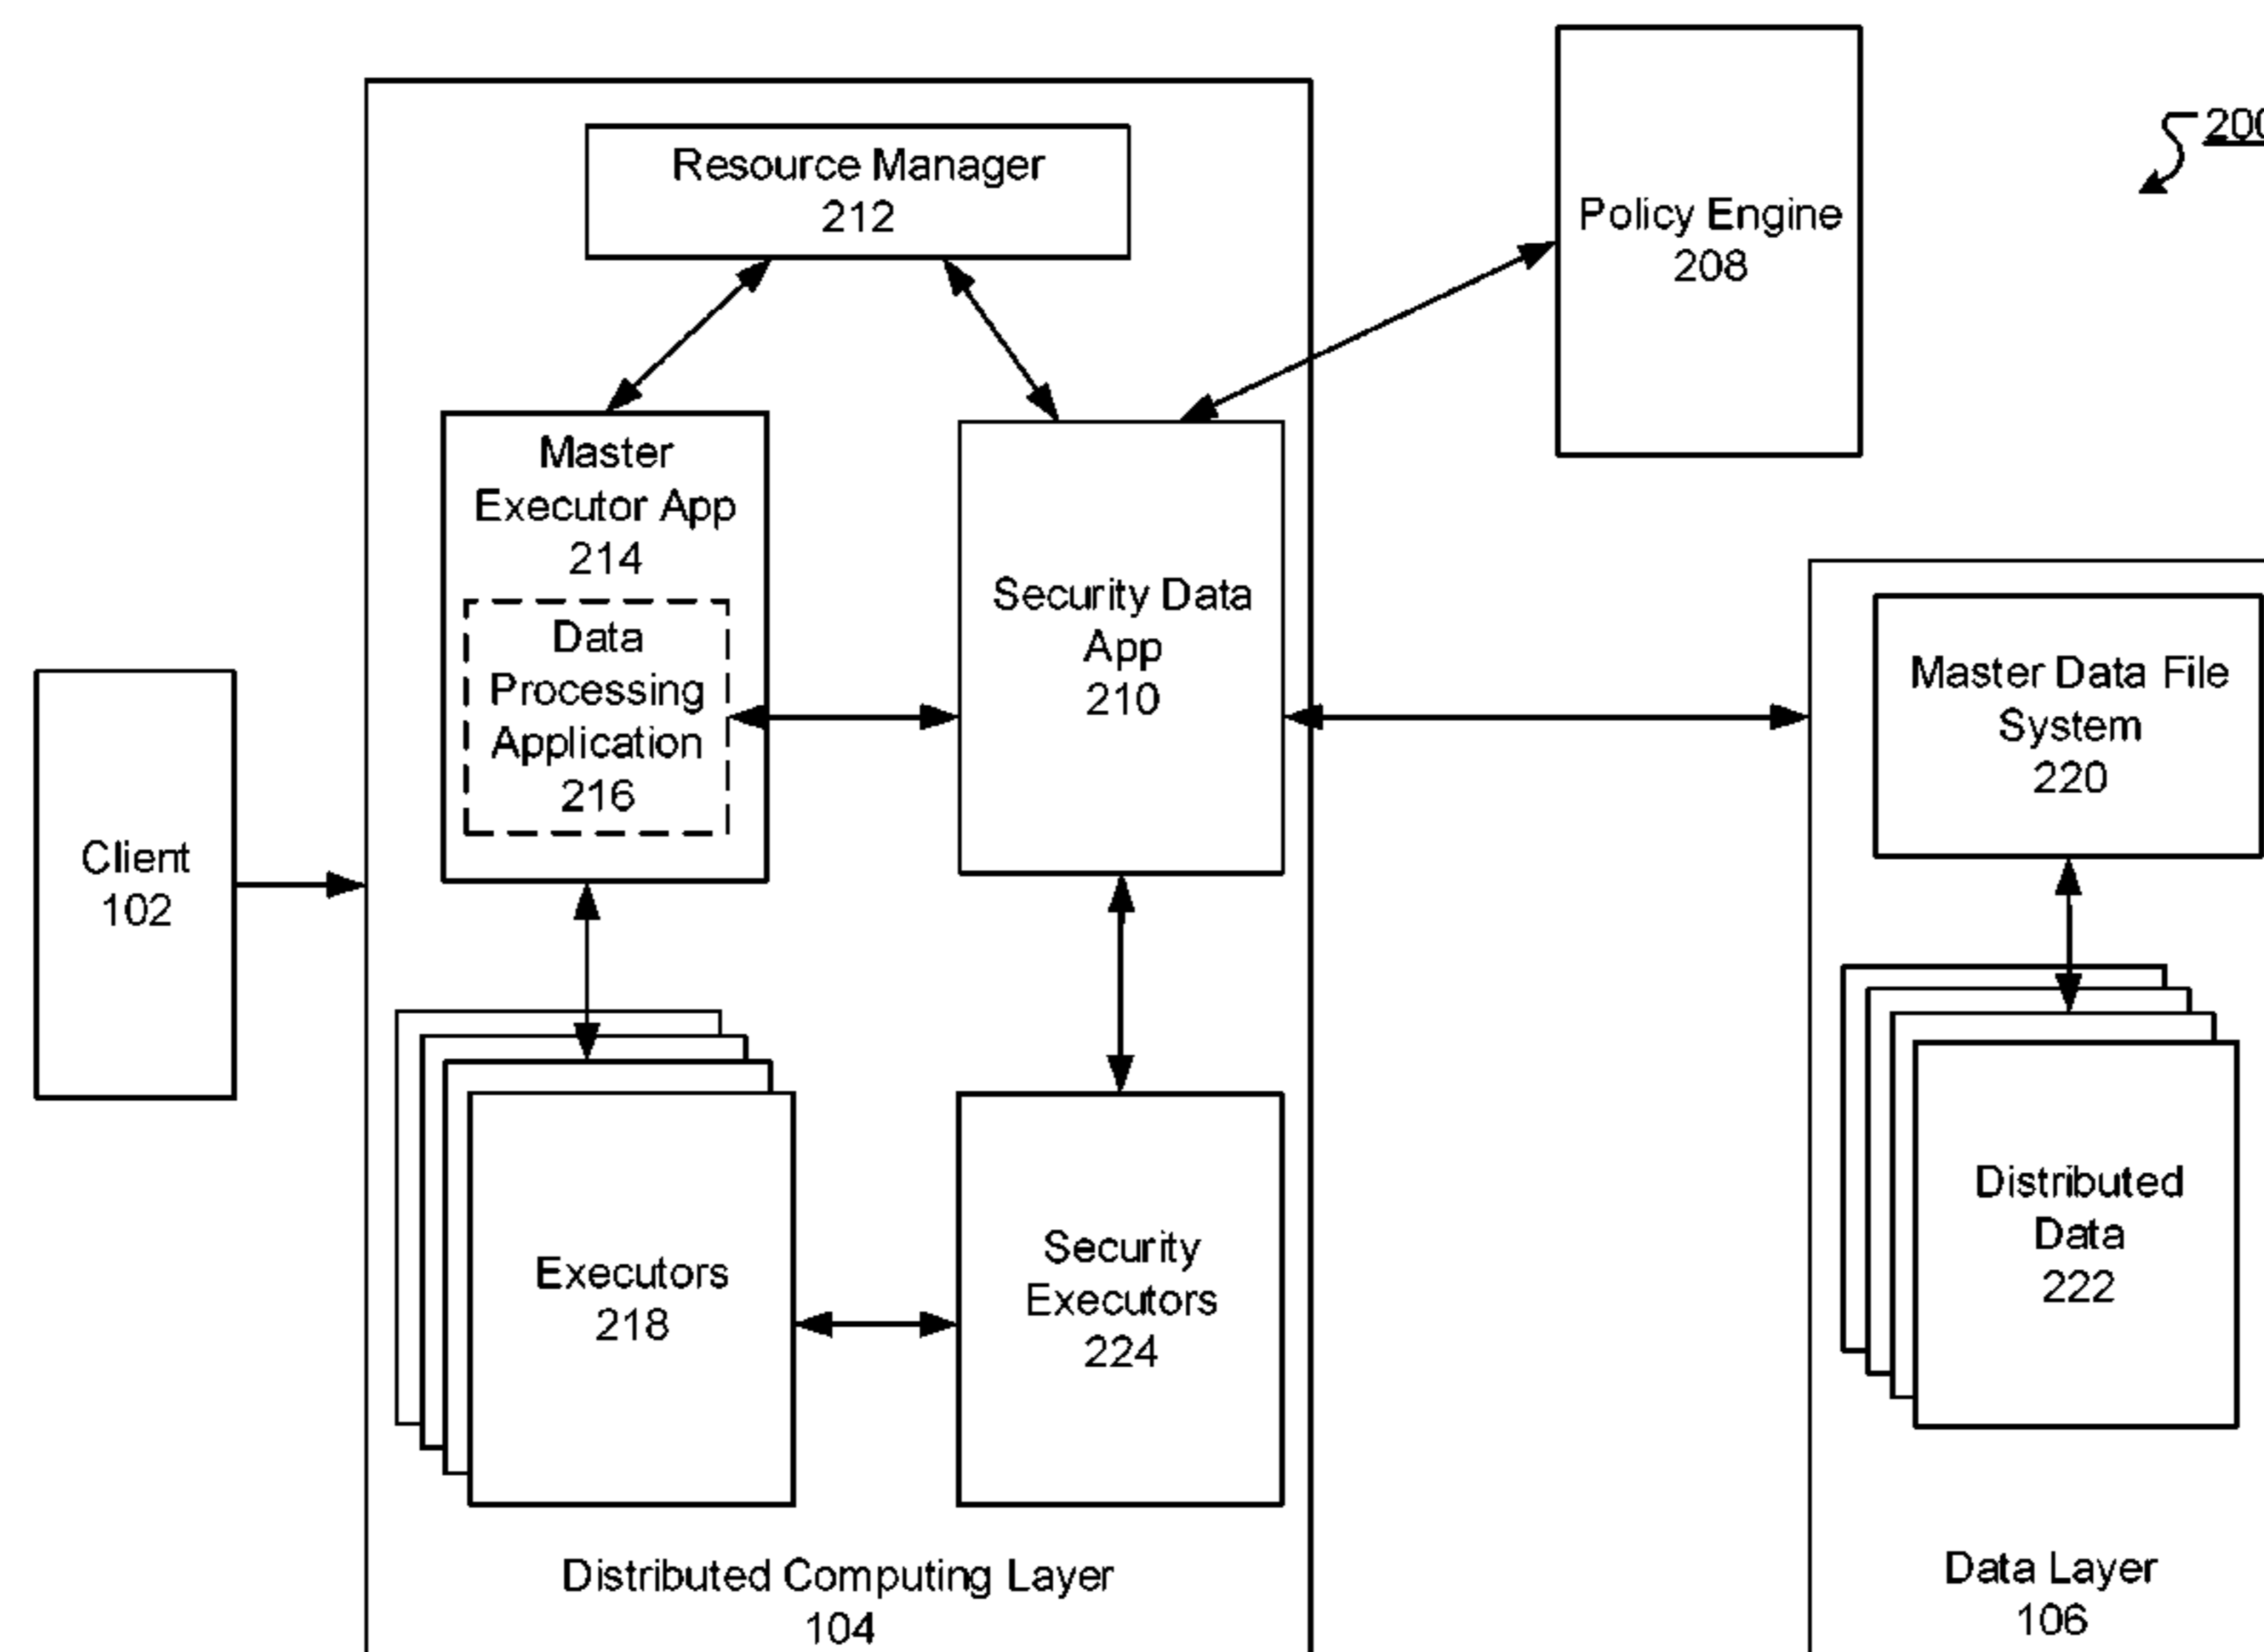 200
Resource Manager
212
Policy Engine
208
Master
Executor App
214
Data
Processing
Application
216
Security Data
App
210
Master Data File
System
220
Client
102
Executors
218
Security
Executors
224
Distributed
Data
222
Distributed Computing Layer
104
Data Layer
106